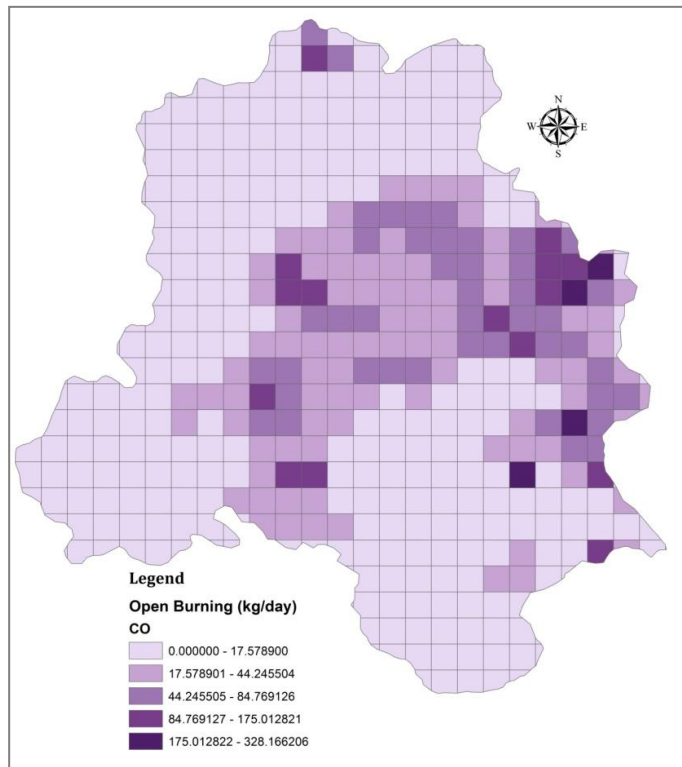 N
W E
S
Legend
Open Burning (kg/day)
CO
0.000000 - 17.578900
17.578901 - 44.245504
44.245505 - 84.769126
84.769127 - 175.012821
175.012822 - 328.166206